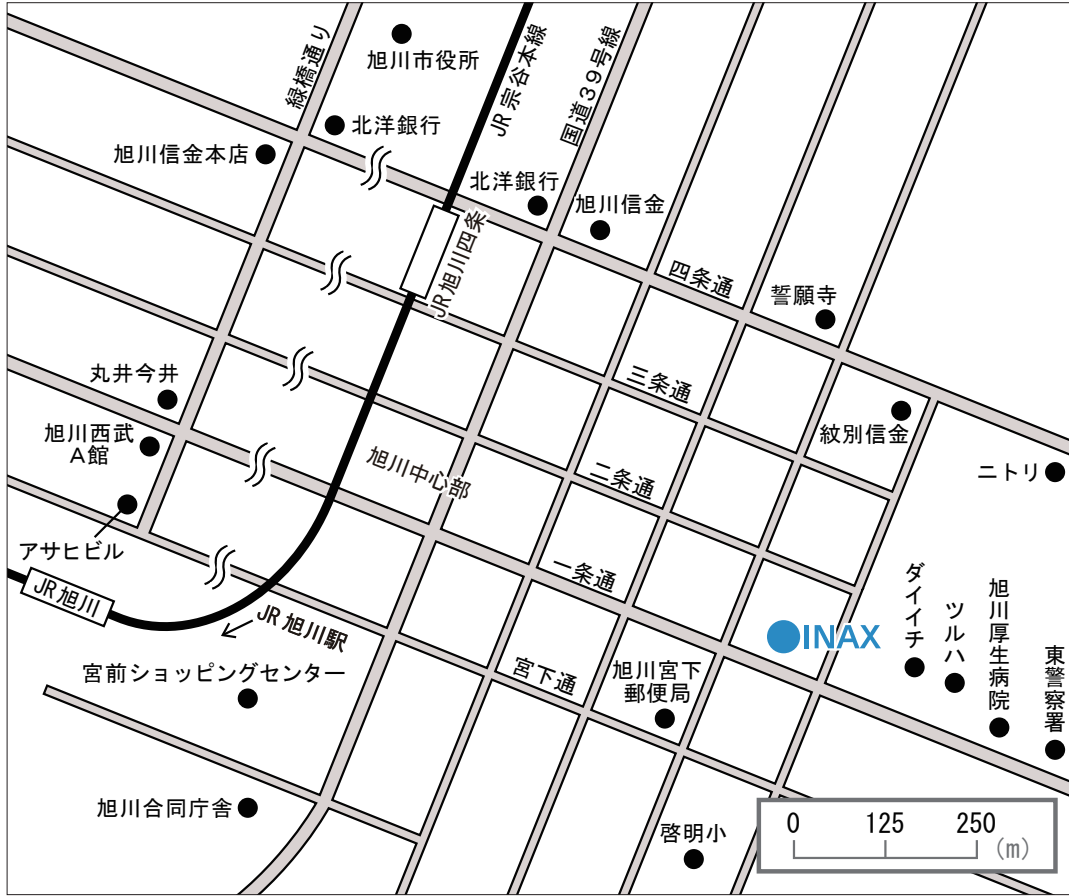 緑橋通り
旭川市役所
JR宗谷本線
国道39号線
北洋銀行
旭川信金本店
北洋銀行
旭川信金
JR旭川四条
四条通
誓願寺
三条通
丸井今井
旭川西武
A館
紋別信金
旭川中心部
二条通
ニトリ
アサヒビル
一条通
JR旭川
JR旭川駅
INAX
ダイイチ
ツルハ
旭川厚生病院
東警察署
宮前ショッピングセンター
宮下通
旭川宮下
郵便局
旭川合同庁舎
啓明小
0 125 250
(m)